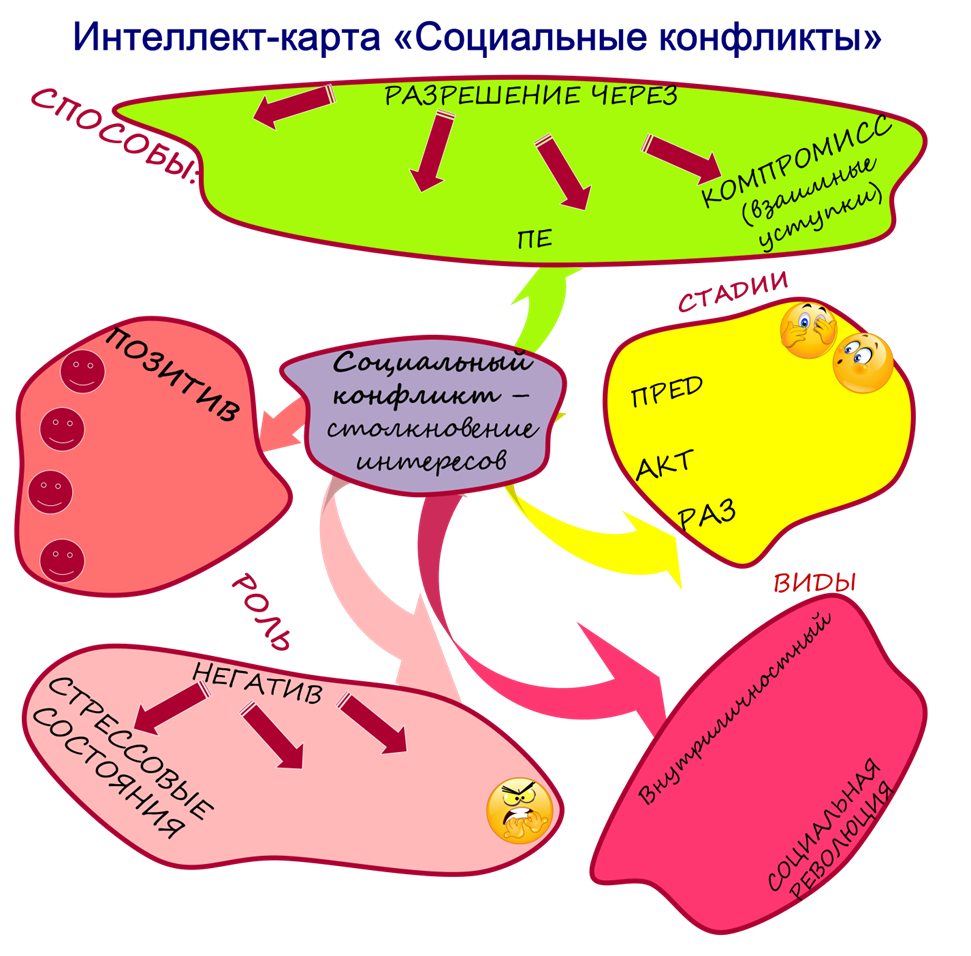 Интеллект-карта «Социальные конфликты»
СПОСОБЫ:
РАЗРЕШЕНИЕ ЧЕРЕЗ
КОМПРОМИСС
(взаимные
уступки)
ПЕ
СТАДИИ
ПРЕД
АКТ
РАЗ
ПОЗИТИВ
Социальный
конфликт –
столкновение
интересов
РОЛЬ
НЕГАТИВ
СТРЕССОВЫЕ
СОСТОЯНИЯ
ВИДЫ
Внутриличностный
СОЦИАЛЬНАЯ
РЕВОЛЮЦИЯ